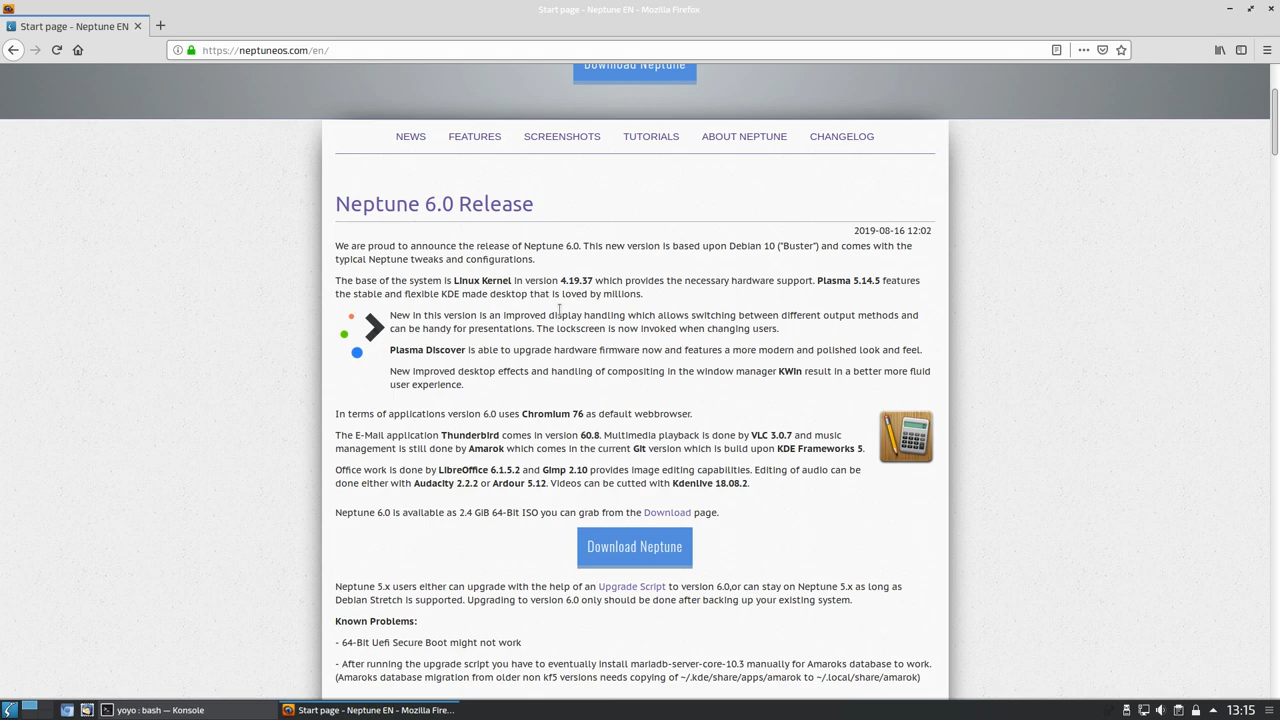 Start page - Neptune EN - Mozilla Firefox
Start page - Neptune EN
https://neptuneos.com/en/
Download Neptune
NEWS FEATURES SCREENSHOTS TUTORIALS ABOUT NEPTUNE CHANGELOG
Neptune 6.0 Release
2019-08-16 12:02
We are proud to announce the release of Neptune 6.0. This new version is based upon Debian 10 ("Buster") and comes with the
typical Neptune tweaks and configurations.
The base of the system is Linux Kernel in version 4.19.37 which provides the necessary hardware support. Plasma 5.14.5 features
the stable and flexible KDE made desktop that is loved by millions.
New in this version is an improved display handling which allows switching between different output methods and
can be handy for presentations. The lockscreen is now invoked when changing users.
Plasma Discover is able to upgrade hardware firmware now and features a more modern and polished look and feel.
New improved desktop effects and handling of compositing in the window manager KWin result in a better more fluid
user experience.
In terms of applications version 6.0 uses Chromium 76 as default webbrowser.
The E-Mail application Thunderbird comes in version 60.8. Multimedia playback is done by VLC 3.0.7 and music
management is still done by Amarok which comes in the current Git version which is build upon KDE Frameworks 5.
Office work is done by LibreOffice 6.1.5.2 and Gimp 2.10 provides image editing capabilities. Editing of audio can be
done either with Audacity 2.2.2 or Ardour 5.12. Videos can be cutted with Kdenlive 18.08.2.
Neptune 6.0 is available as 2.4 GiB 64-Bit ISO you can grab from the Download page.
Download Neptune
Neptune 5.x users either can upgrade with the help of an Upgrade Script to version 6.0,or can stay on Neptune 5.x as long as
Debian Stretch is supported. Upgrading to version 6.0 only should be done after backing up your existing system.
Known Problems:
- 64-Bit Uefi Secure Boot might not work
- After running the upgrade script you have to eventually install mariadb-server-core-10.3 manually for Amaroks database to work.
(Amaroks database migration from older non kf5 versions needs copying of ~/.kde/share/apps/amarok to ~/.local/share/amarok)
yoyo : bash — Konsole
Start page - Neptune EN - Mozilla Fire...
13:15